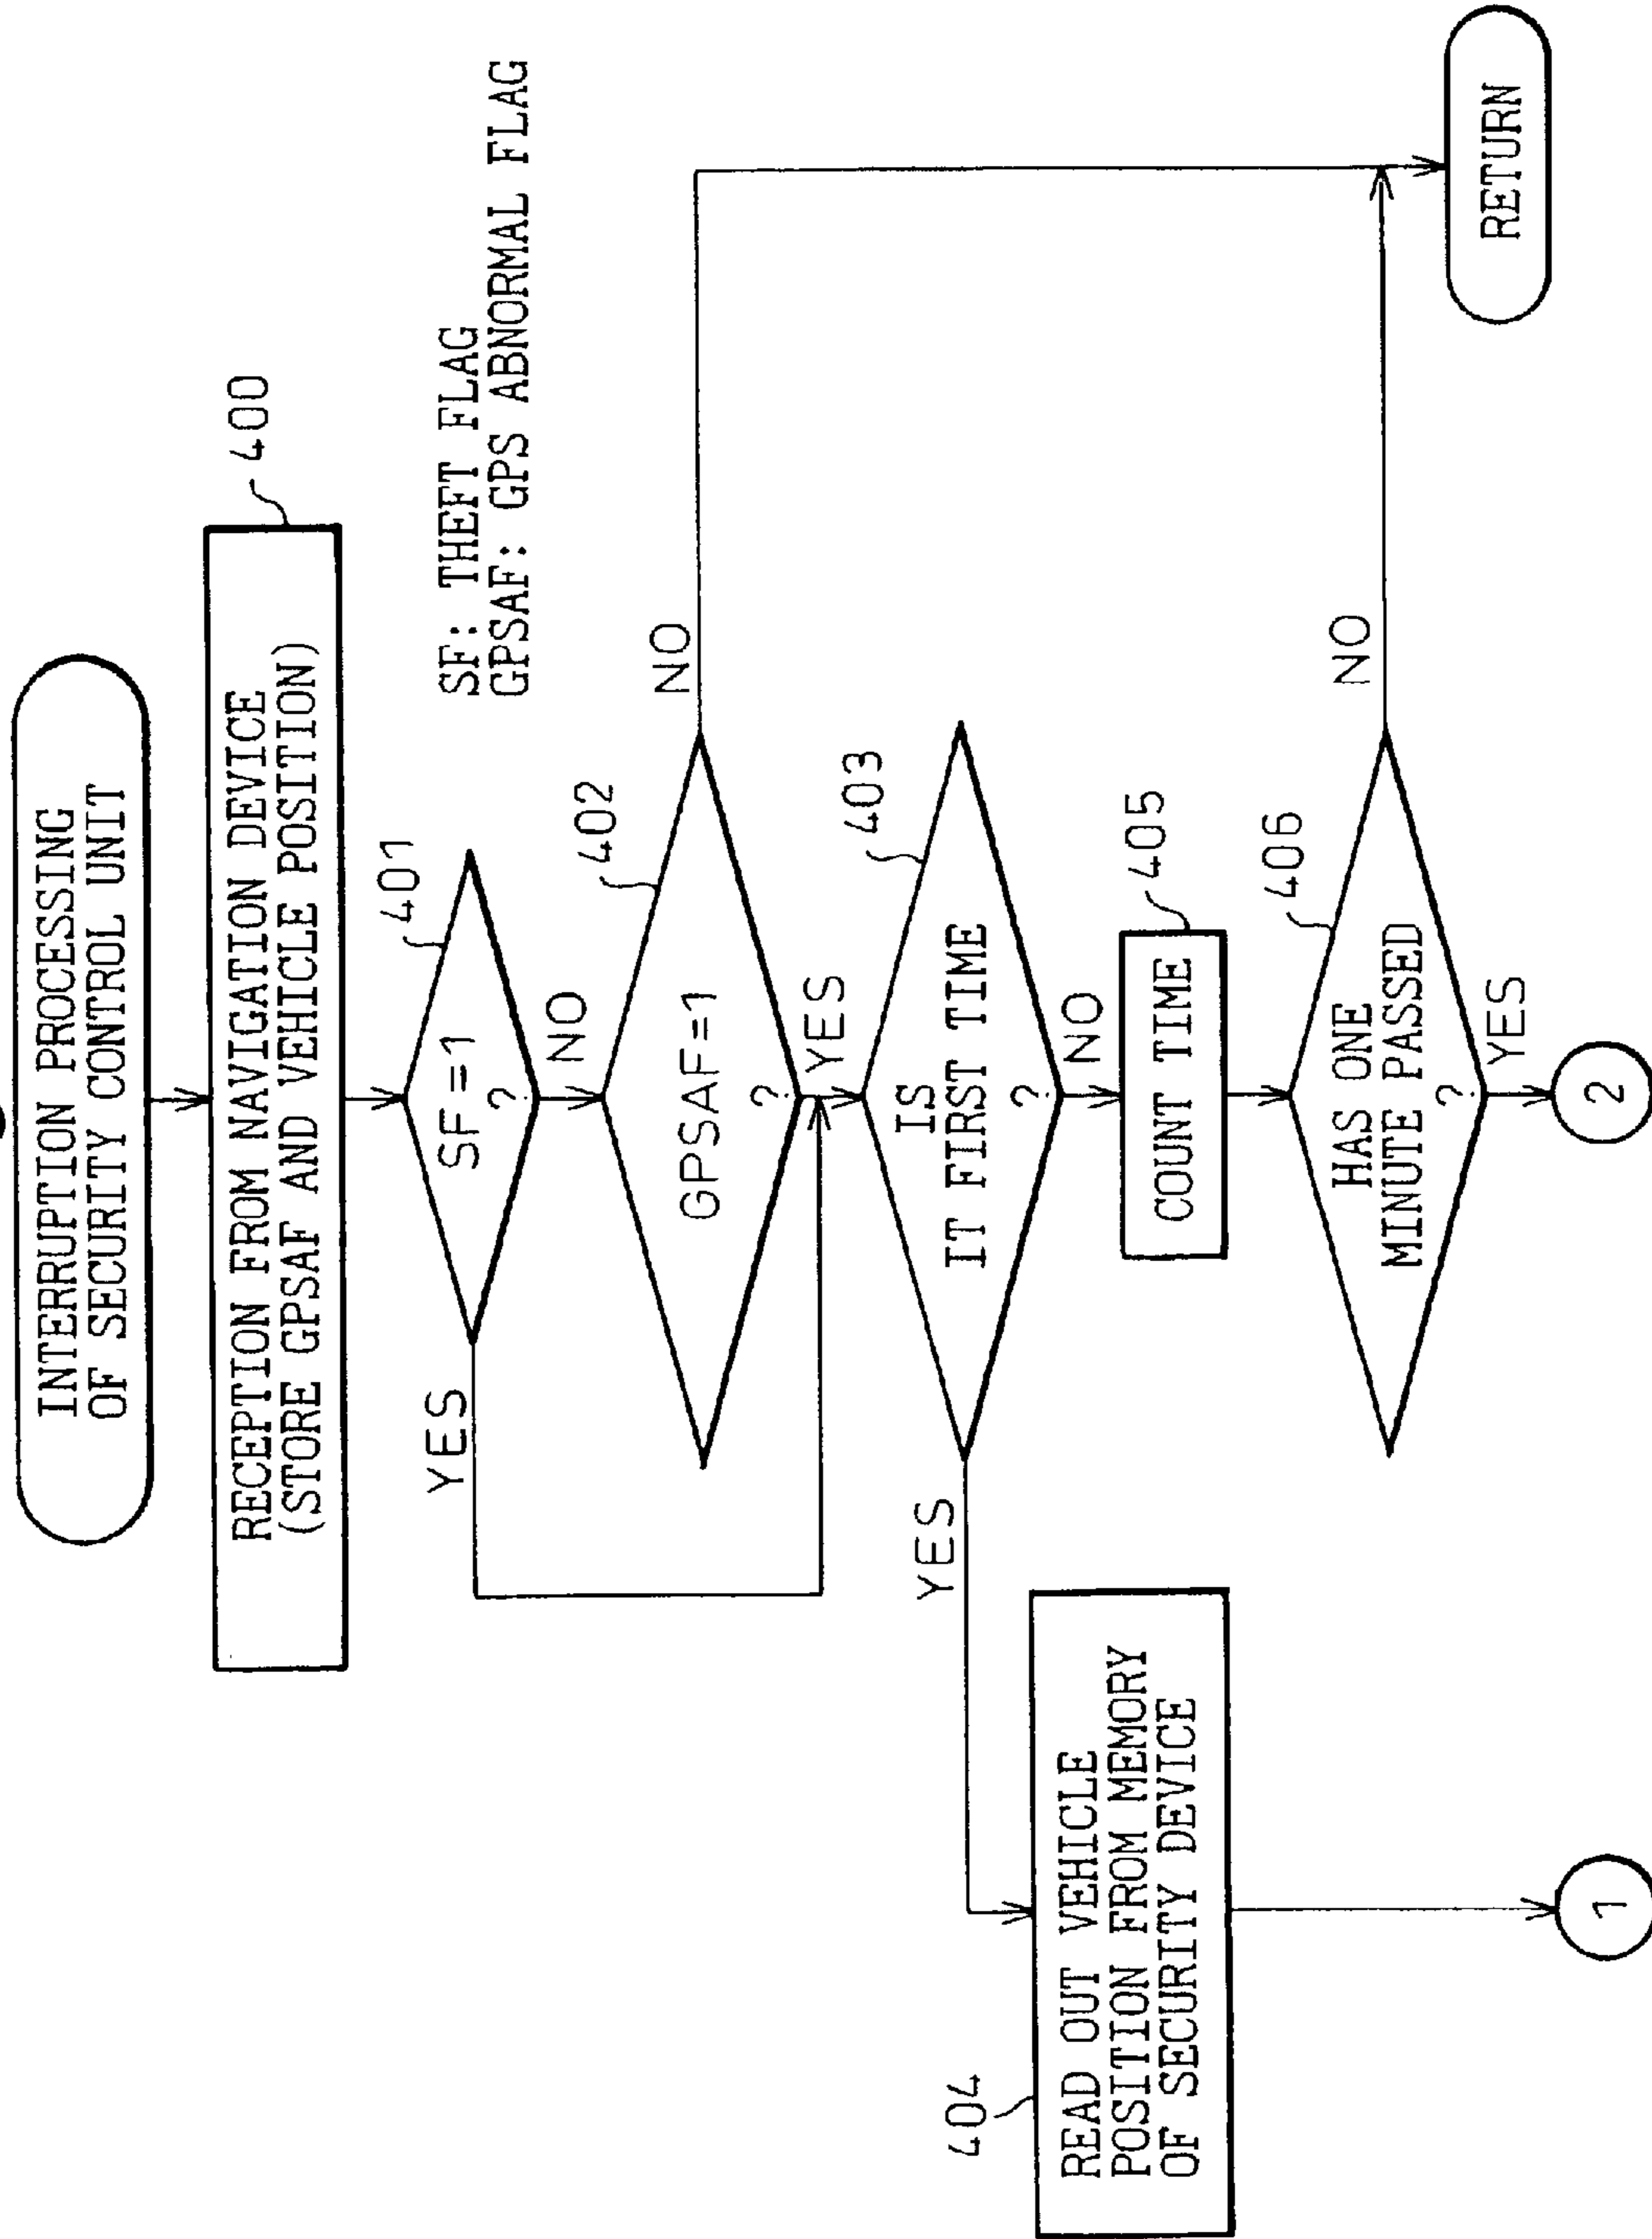 INTERRUPTION PROCESSING
OF SECURITY CONTROL UNIT
RECEPTION FROM NAVIGATION DEVICE
(STORE GPSAF AND VEHICLE POSITION)
400
SF=1
?
401
YES
NO
SF: THEFT FLAG
GPSAF: GPS ABNORMAL FLAG
GPSAF=1
?
402
NO
YES
IS
IT FIRST TIME
?
403
YES
NO
404
READ OUT VEHICLE
POSITION FROM MEMORY
OF SECURITY DEVICE
COUNT TIME
405
HAS ONE
MINUTE PASSED
?
406
NO
YES
RETURN
1
2